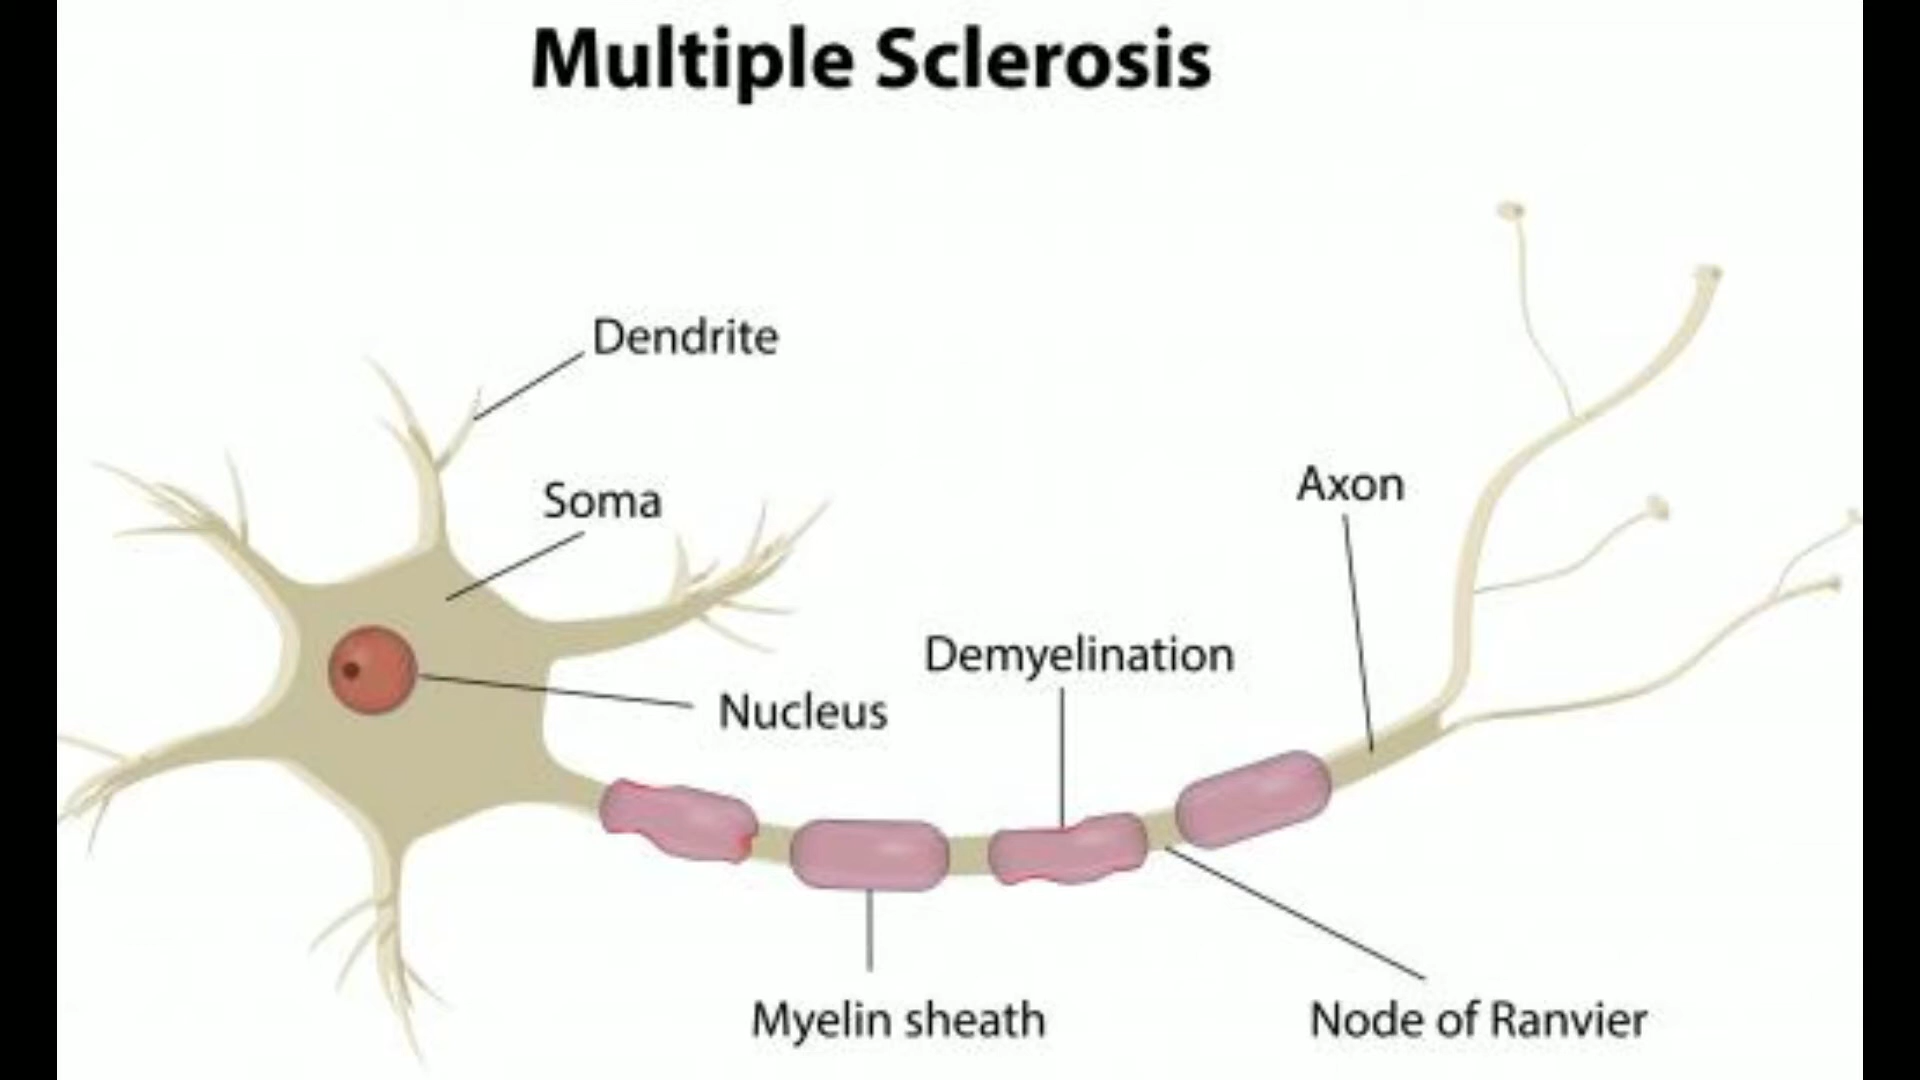 Multiple Sclerosis
Dendrite
Soma
Axon
Demyelination
Nucleus
Myelin sheath
Node of Ranvier